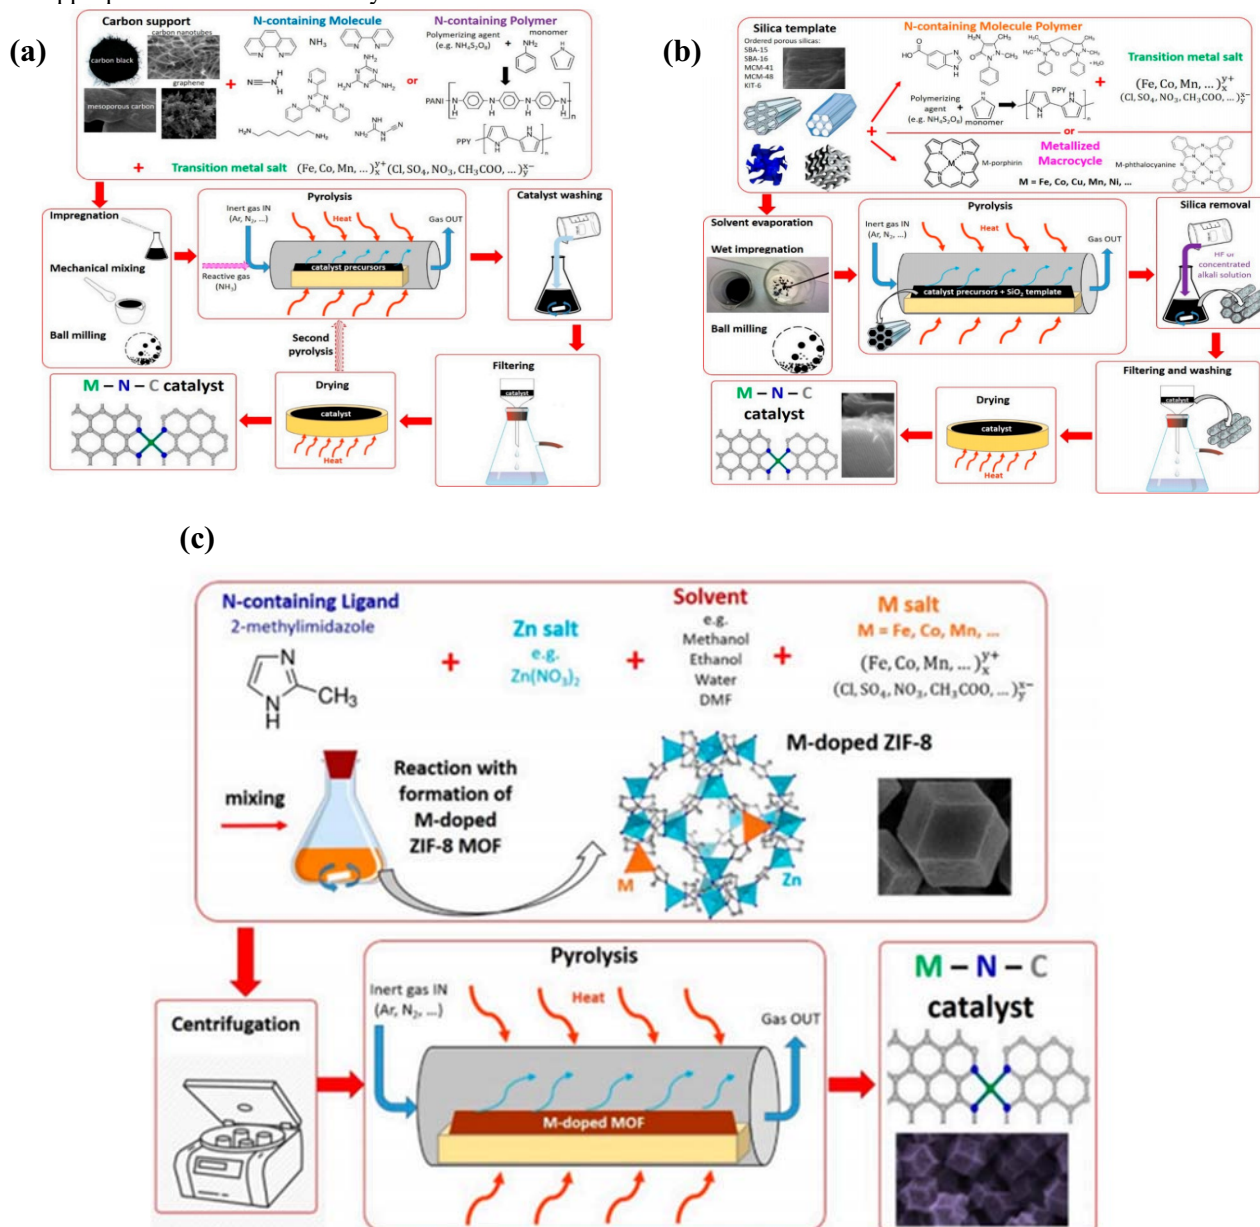 (a)
Carbon support
carbon nanotubes
carbon black
graphene
mesoporous carbon
+
N-containing Molecule
NH₃
or
N-containing Polymer
Polymerizing agent
(e.g. NH₄S₂O₈)
+
monomer
PANI
PPY
+ Transition metal salt (Fe, Co, Mn, …)ₓʸ⁺ (Cl, SO₄, NO₃, CH₃COO, …)ᵧˣ⁻
Impregnation
Mechanical mixing
Ball milling
Pyrolysis
Inert gas IN
(Ar, N₂, …)
Heat
Gas OUT
catalyst precursors
Reactive gas
(NH₃)
Catalyst washing
Second
pyrolysis
Filtering
catalyst
Drying
catalyst
Heat
M – N – C catalyst
(b)
Silica template
Ordered porous silicas:
SBA-15
SBA-16
MCM-41
MCM-48
KIT-6
+
N-containing Molecule Polymer
+
Polymerizing
agent
(e.g. NH₄S₂O₈)
+
monomer
PPY
Transition metal salt
(Fe, Co, Mn, …)ₓʸ⁺
(Cl, SO₄, NO₃, CH₃COO, …)ᵧˣ⁻
or
Metallized
Macrocycle
M-porphirin
M-phthalocyanine
M = Fe, Co, Cu, Mn, Ni, …
Solvent evaporation
Wet impregnation
Ball milling
Pyrolysis
Inert gas IN
(Ar, N₂, …)
Heat
Gas OUT
catalyst precursors + SiO₂ template
Silica removal
HF or
concentrated
alkali solution
Filtering and washing
catalyst
Drying
catalyst
Heat
M – N – C
catalyst
(c)
N-containing Ligand
2-methylimidazole
N
N
H
CH₃
+
Zn salt
e.g.
Zn(NO₃)₂
+
Solvent
e.g.
Methanol
Ethanol
Water
DMF
+
M salt
M = Fe, Co, Mn, …
(Fe, Co, Mn, …)ₓʸ⁺
(Cl, SO₄, NO₃, CH₃COO, …)ᵧˣ⁻
mixing
Reaction with
formation of
M-doped
ZIF-8 MOF
M-doped ZIF-8
M
Zn
Centrifugation
Pyrolysis
Inert gas IN
(Ar, N₂, …)
Heat
Gas OUT
M-doped MOF
M – N – C
catalyst